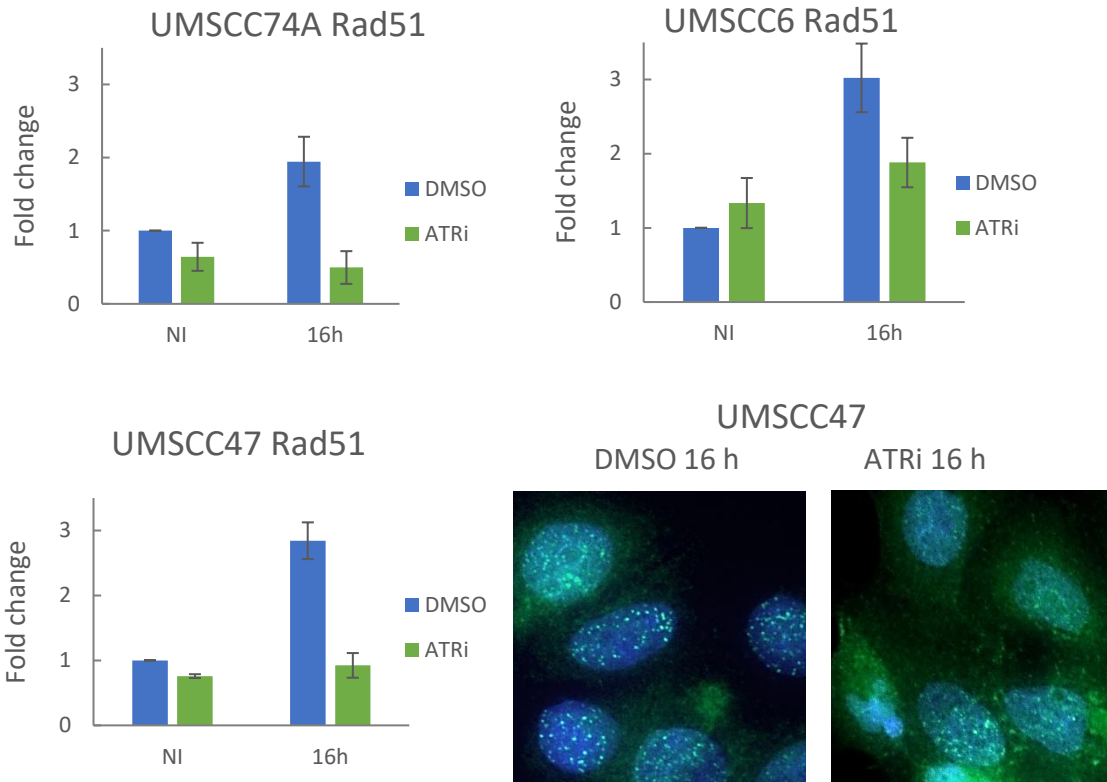 UMSCC74A Rad51
Fold change
3
2
1
0
NI 16h
DMSO
ATRi
UMSCC6 Rad51
Fold change
3
2
1
0
NI 16h
DMSO
ATRi
UMSCC47 Rad51
Fold change
3
2
1
0
NI 16h
DMSO
ATRi
UMSCC47
DMSO 16 h ATRi 16 h